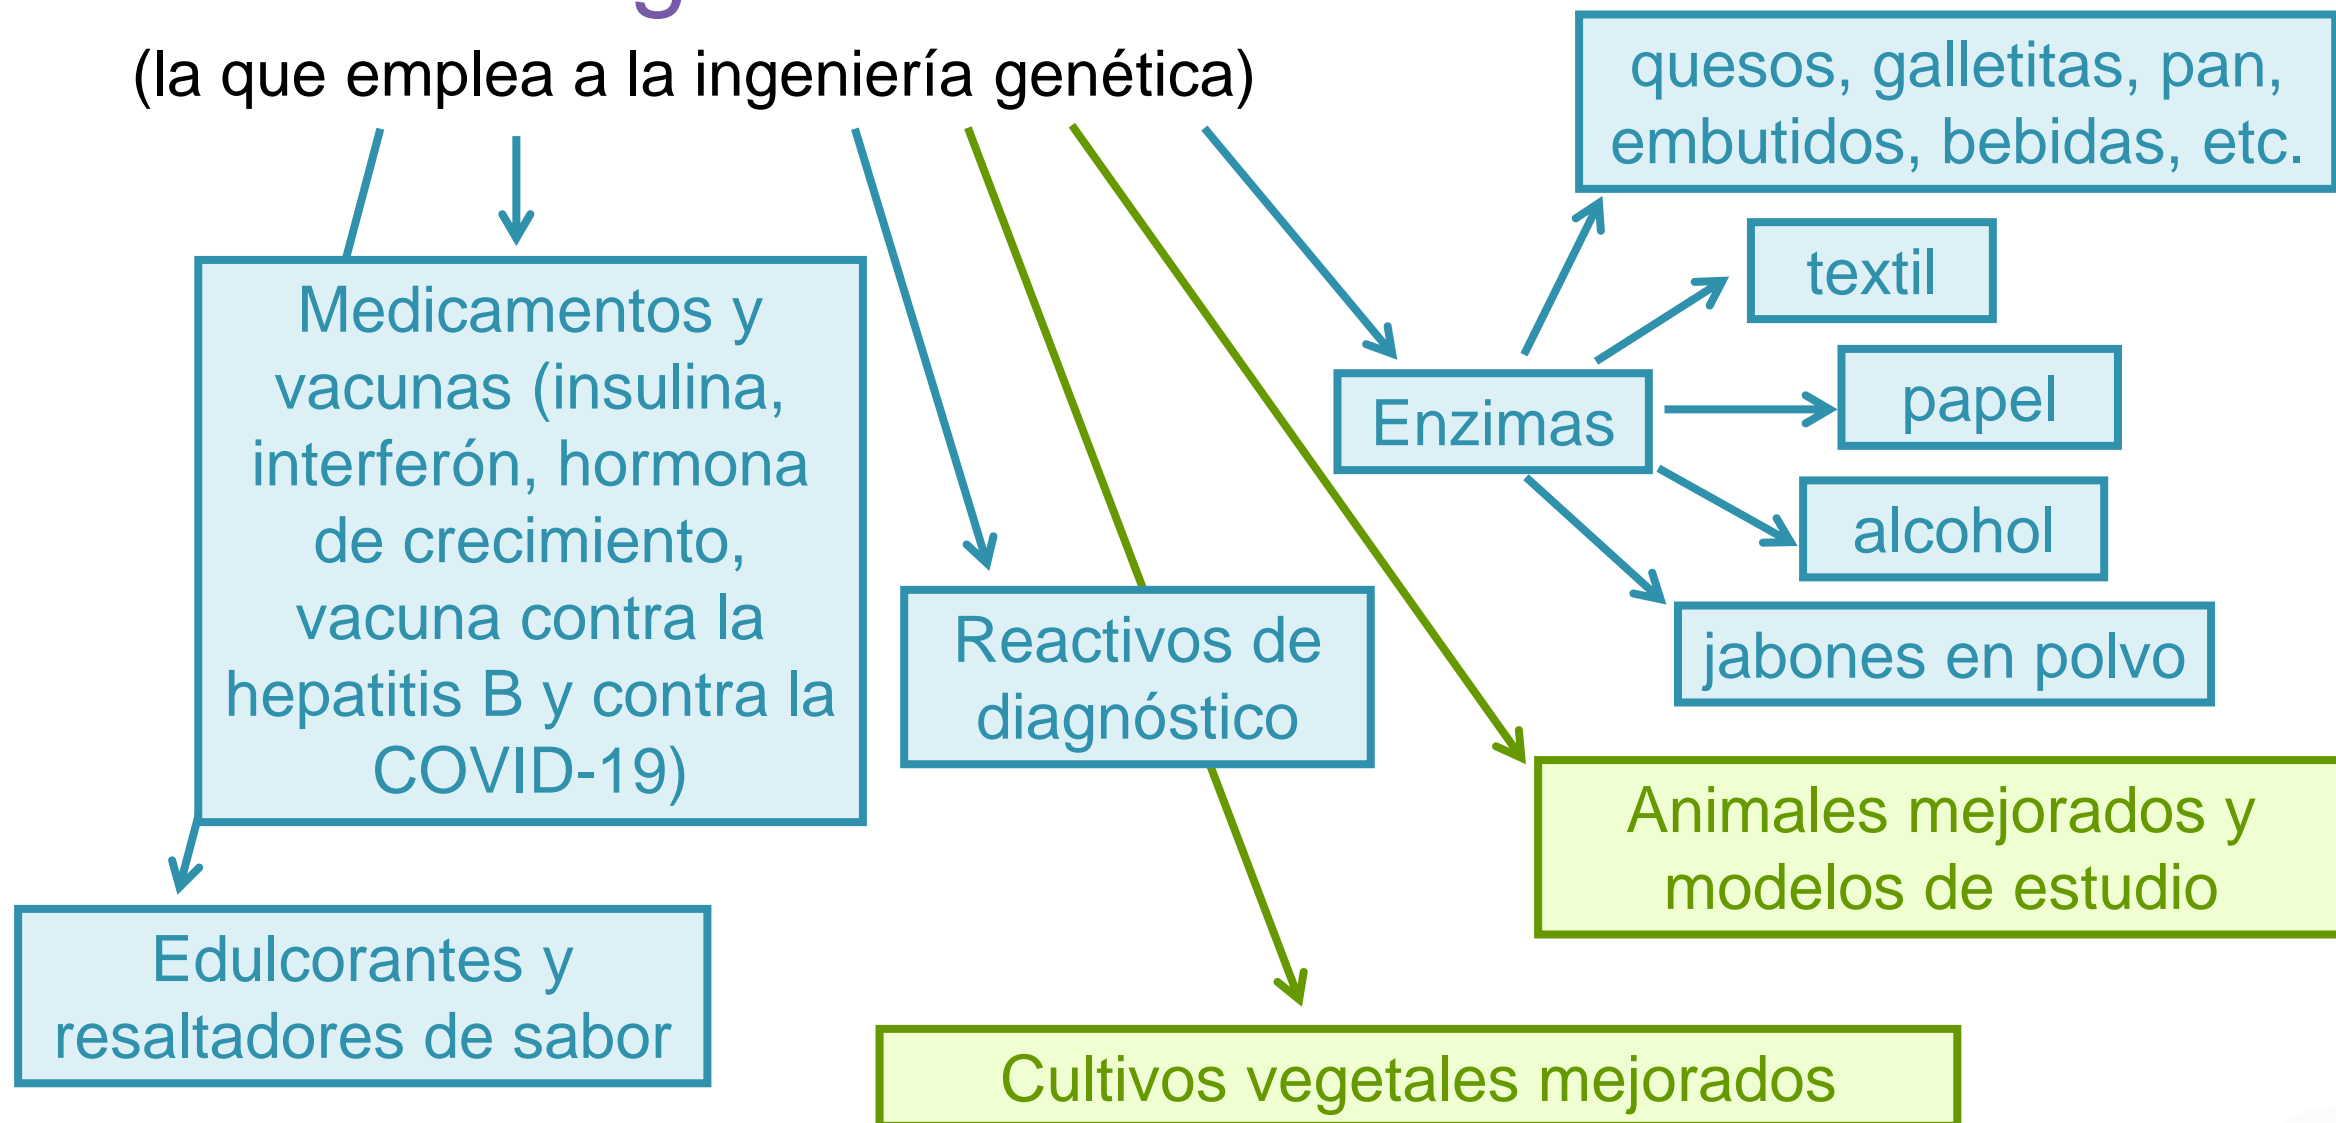 (la que emplea a la ingeniería genética)
quesos, galletitas, pan,
embutidos, bebidas, etc.
textil
papel
Enzimas
alcohol
jabones en polvo
Medicamentos y
vacunas (insulina,
interferón, hormona
de crecimiento,
vacuna contra la
hepatitis B y contra la
COVID-19)
Reactivos de
diagnóstico
Animales mejorados y
modelos de estudio
Edulcorantes y
resaltadores de sabor
Cultivos vegetales mejorados